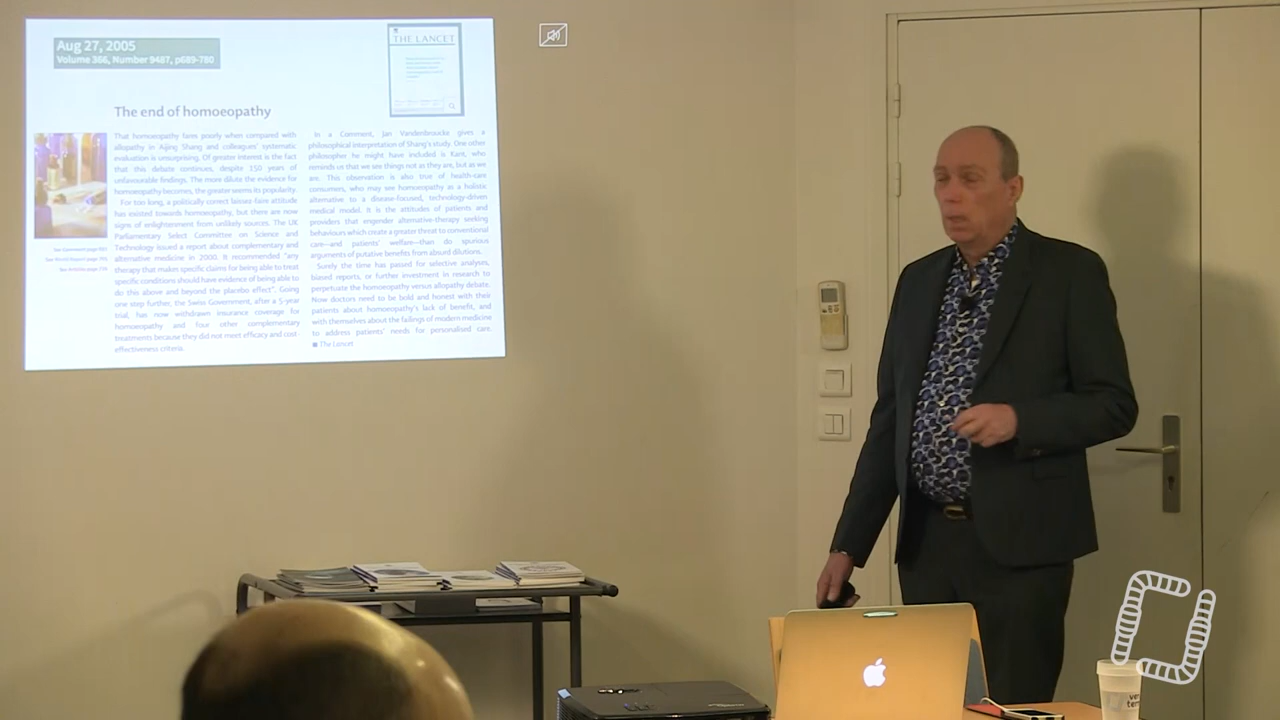 Aug 27, 2005
Volume 366, Number 9487, p689-780
THE LANCET
The end of homoeopathy
That homoeopathy fares poorly when compared with
allopathy in Aijing Shang and colleagues' systematic
evaluation is unsurprising. Of greater interest is the fact
that this debate continues, despite 150 years of
unfavourable findings. The more dilute the evidence for
homoeopathy becomes, the greater seems its popularity.
For too long, a politically correct laissez-faire attitude
has existed towards homoeopathy, but there are now
signs of enlightenment from unlikely sources. The UK
Parliamentary Select Committee on Science and
Technology issued a report about complementary and
alternative medicine in 2000. It recommended "any
therapy that makes specific claims for being able to treat
specific conditions should have evidence of being able to
do this above and beyond the placebo effect". Going
one step further, the Swiss Government, after a 5-year
trial, has now withdrawn insurance coverage for
homoeopathy and four other complementary
treatments because they did not meet efficacy and cost-
effectiveness criteria.
In a Comment, Jan Vandenbroucke gives a
philosophical interpretation of Shang's study. One other
philosopher he might have included is Kant, who
reminds us that we see things not as they are, but as we
are. This observation is also true of health-care
consumers, who may see homoeopathy as a holistic
alternative to a disease-focused, technology-driven
medical model. It is the attitudes of patients and
providers that engender alternative-therapy seeking
behaviours which create a greater threat to conventional
care—and patients' welfare—than do spurious
arguments of putative benefits from absurd dilutions.
Surely the time has passed for selective analyses,
biased reports, or further investment in research to
perpetuate the homoeopathy versus allopathy debate.
Now doctors need to be bold and honest with their
patients about homoeopathy's lack of benefit, and
with themselves about the failings of modern medicine
to address patients' needs for personalised care.
■ The Lancet
See Comment page
See World Report page
See Articles page